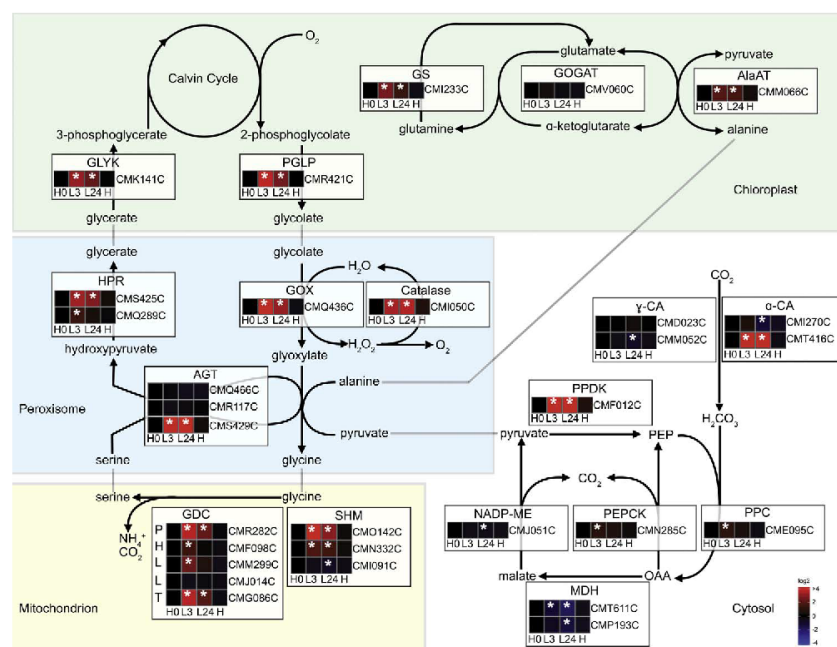 O₂
Calvin Cycle
glutamate
pyruvate
GS
CMI233C
H0 L3 L24 H
GOGAT
CMV060C
H0 L3 L24 H
AlaAT
CMM066C
H0 L3 L24 H
glutamine
α-ketoglutarate
alanine
3-phosphoglycerate
2-phosphoglycolate
GLYK
CMK141C
H0 L3 L24 H
PGLP
CMR421C
H0 L3 L24 H
Chloroplast
glycerate
glycolate
glycerate
glycolate
HPR
CMS425C
CMQ289C
H0 L3 L24 H
H₂O
GOX
CMQ436C
H0 L3 L24 H
Catalase
CMI050C
H0 L3 L24 H
H₂O₂
O₂
hydroxypyruvate
glyoxylate
CO₂
ɣ-CA
CMD023C
CMM052C
H0 L3 L24 H
α-CA
CMI270C
CMT416C
H0 L3 L24 H
AGT
CMQ466C
CMR117C
CMS429C
H0 L3 L24 H
alanine
Peroxisome
pyruvate
PPDK
CMF012C
H0 L3 L24 H
pyruvate
PEP
H₂CO₃
serine
glycine
CO₂
serine
glycine
NH₄⁺
CO₂
GDC
P
CMR282C
H
CMF098C
L
CMM299C
L
CMJ014C
T
CMG086C
H0 L3 L24 H
SHM
CMO142C
CMN332C
CMI091C
H0 L3 L24 H
NADP-ME
CMJ051C
H0 L3 L24 H
PEPCK
CMN285C
H0 L3 L24 H
PPC
CME095C
H0 L3 L24 H
malate
OAA
MDH
CMT611C
CMP193C
H0 L3 L24 H
Mitochondrion
Cytosol
log2
+4
+2
0
-2
-4